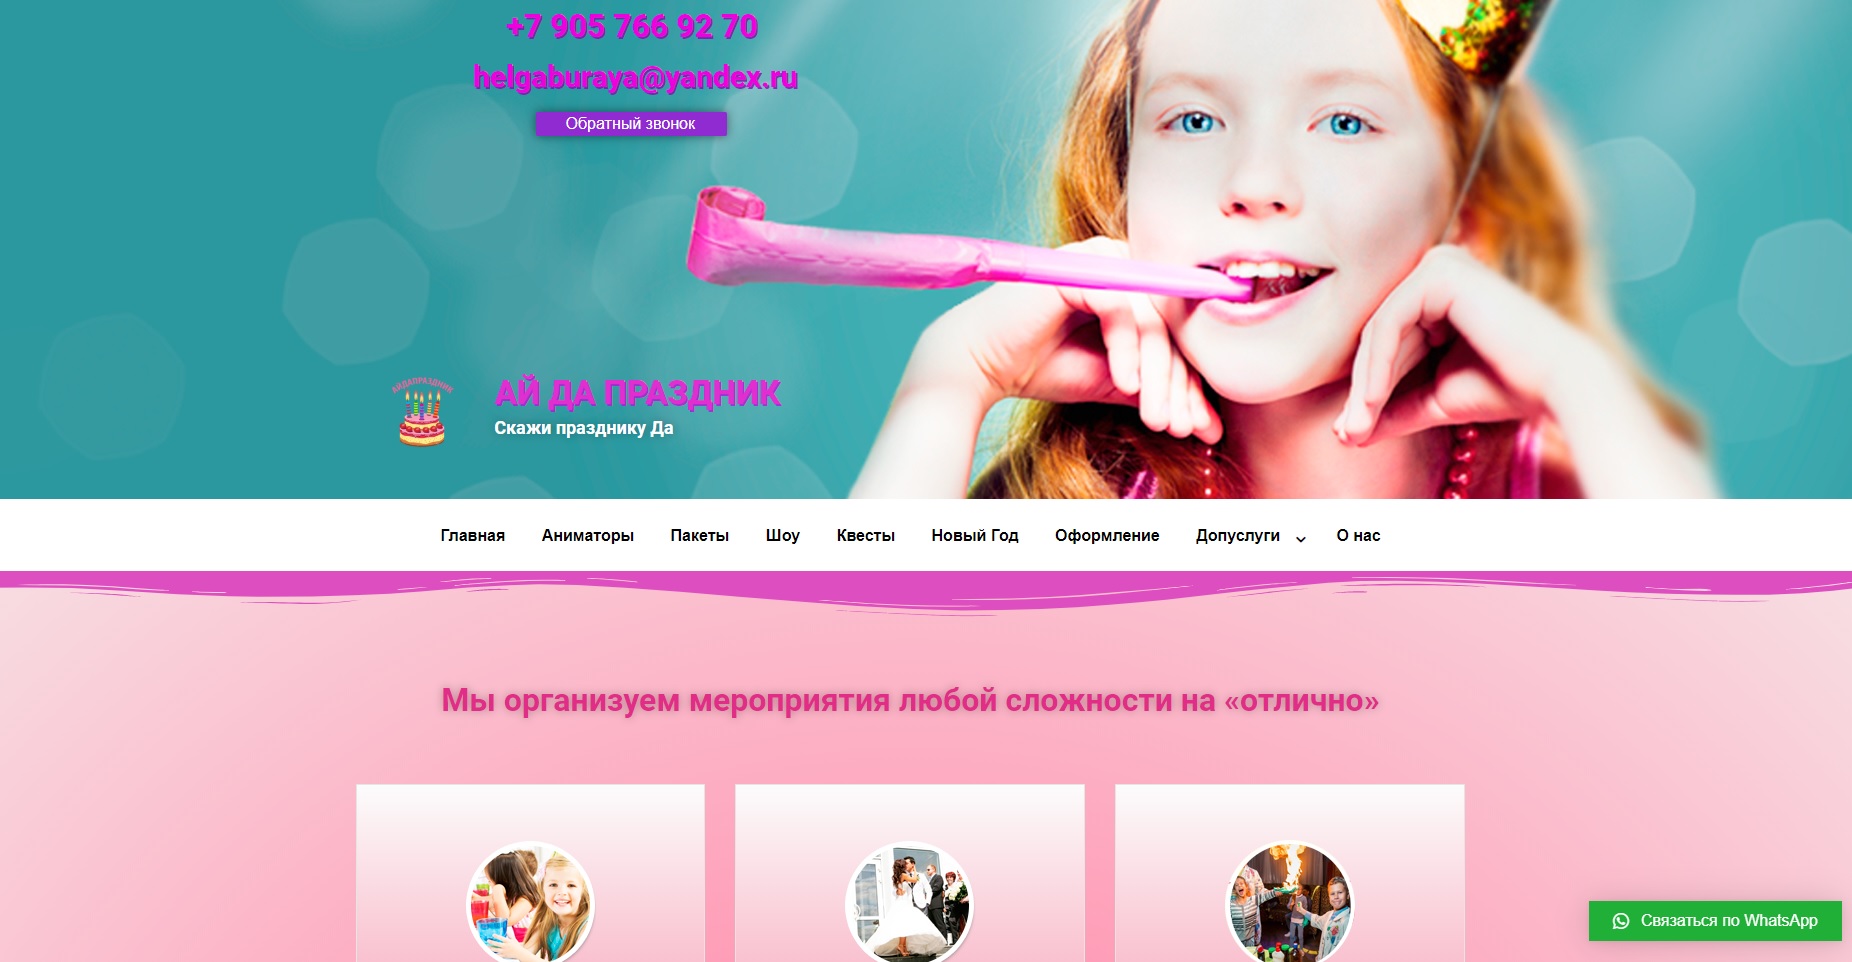 +7 905 766 92 70
helgaburaya@yandex.ru
Обратный звонок
АЙДАПРАЗДНИК
АЙ ДА ПРАЗДНИК
Скажи празднику Да
Главная Аниматоры Пакеты Шоу Квесты Новый Год Оформление Допуслуги О нас
Мы организуем мероприятия любой сложности на «отлично»
Связаться по WhatsApp